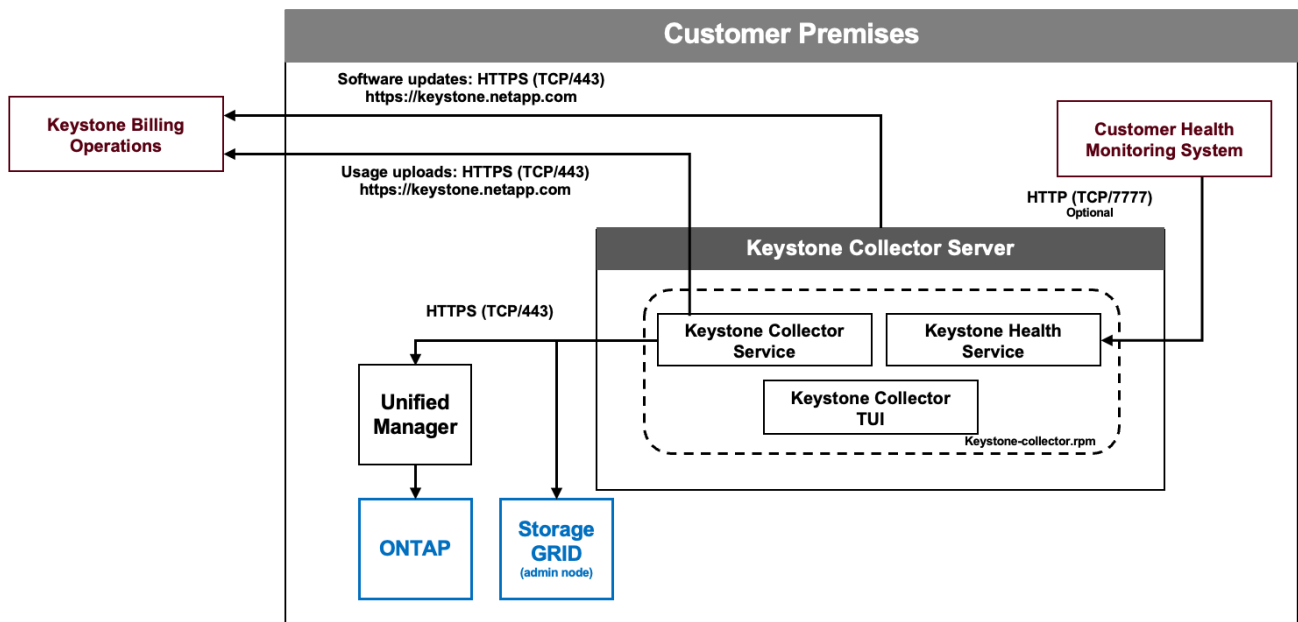 Customer Premises
Software updates: HTTPS (TCP/443)
https://keystone.netapp.com
Keystone Billing
Operations
Customer Health
Monitoring System
Usage uploads: HTTPS (TCP/443)
https://keystone.netapp.com
HTTP (TCP/7777)
Optional
Keystone Collector Server
HTTPS (TCP/443)
Keystone Collector
Service
Keystone Health
Service
Keystone Collector
TUI
Keystone-collector.rpm
Unified
Manager
ONTAP
Storage
GRID
(admin node)